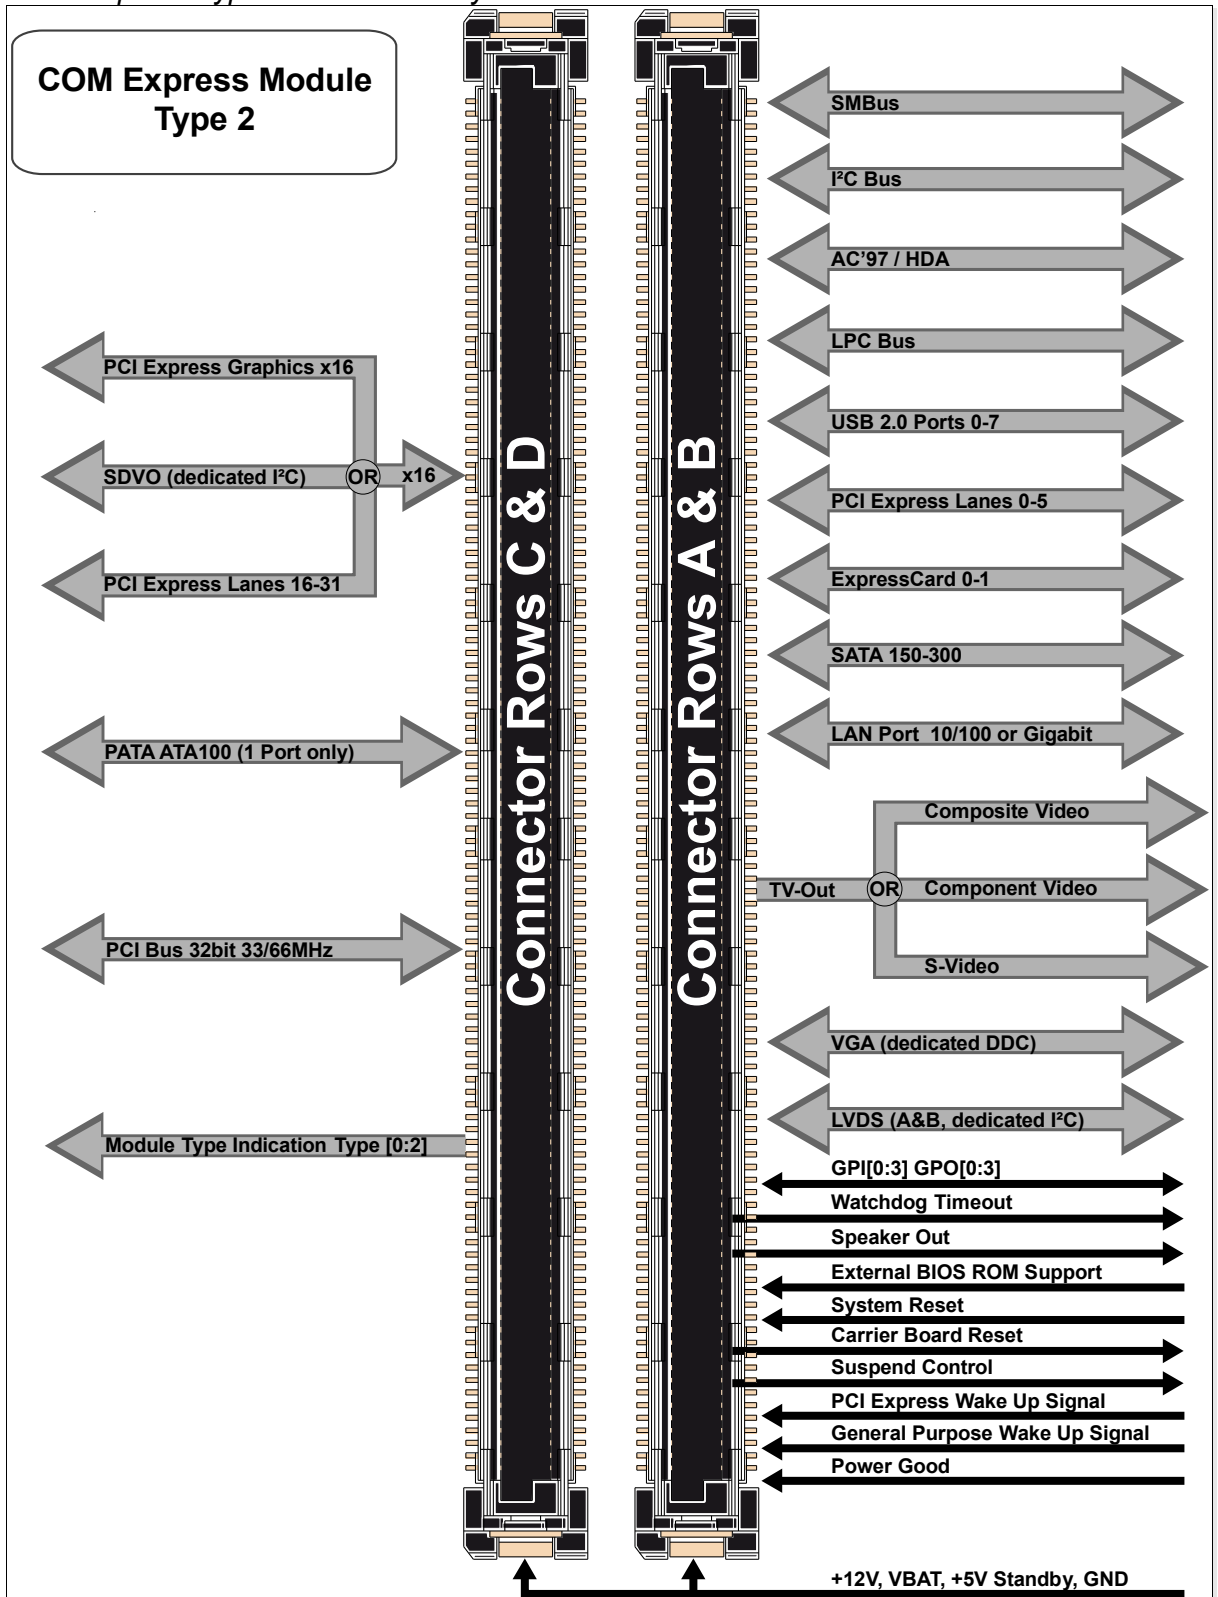 COM Express Module
Type 2
SMBus
I²C Bus
AC'97 / HDA
LPC Bus
USB 2.0 Ports 0-7
PCI Express Lanes 0-5
ExpressCard 0-1
SATA 150-300
LAN Port 10/100 or Gigabit
PCI Express Graphics x16
SDVO (dedicated I²C)
OR
x16
PCI Express Lanes 16-31
PATA ATA100 (1 Port only)
PCI Bus 32bit 33/66MHz
Module Type Indication Type [0:2]
Connector Rows C & D
Connector Rows A & B
TV-Out
OR
Composite Video
Component Video
S-Video
VGA (dedicated DDC)
LVDS (A&B, dedicated I²C)
GPI[0:3] GPO[0:3]
Watchdog Timeout
Speaker Out
External BIOS ROM Support
System Reset
Carrier Board Reset
Suspend Control
PCI Express Wake Up Signal
General Purpose Wake Up Signal
Power Good
+12V, VBAT, +5V Standby, GND